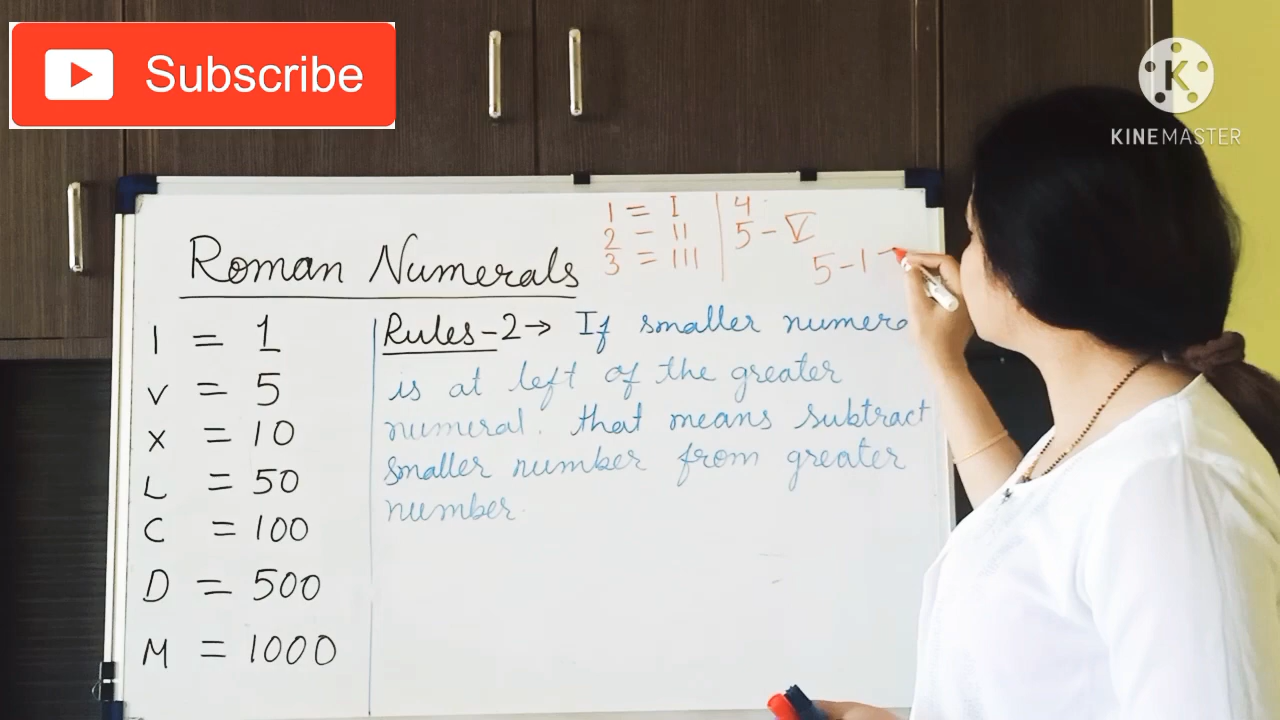 Subscribe
K
KINEMASTER
1 = I
2 = II
3 = III
4
5 - V
5-1
Roman Numerals
I = 1
V = 5
X = 10
L = 50
C = 100
D = 500
M = 1000
Rules-2→ If smaller numera
is at left of the greater
numeral. that means subtract
smaller number from greater
number.